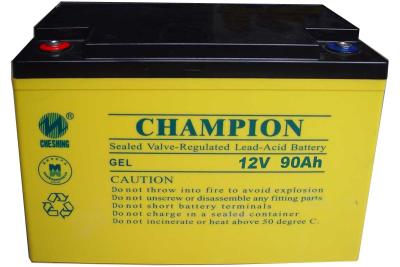 CHESHING
®
CHAMPION
Sealed Valve-Regulated Lead-Acid Battery
GEL
12V 90Ah
CAUTION
Do not throw into fire to avoid explosion
Do not unscrew or disassemble any fitting parts
Do not short battery terminals
Do not charge in a sealed container
Do not incinerate or heat above 50 degree C.